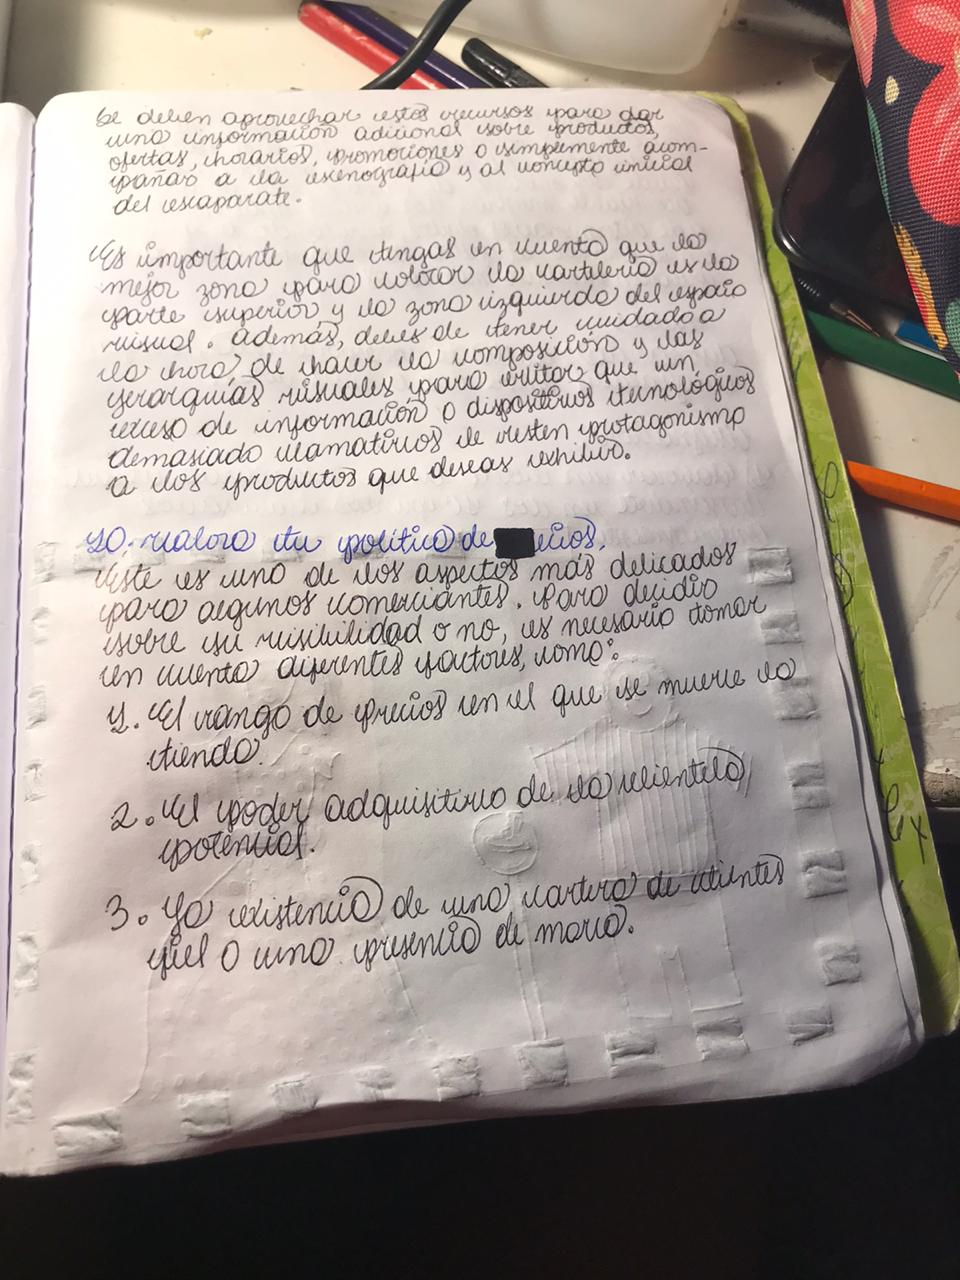 Se deben aprovechar estos recursos para dar
una información adicional sobre productos,
ofertas, horarios, promociones o simplemente acom-
pañar a la escenografía y al concepto inicial
del escaparate.
Es importante que tengas en cuenta que la
mejor zona para colocar la cartelería es la
parte superior y la zona izquierda del espacio
visual. Además, debes de tener cuidado a
la hora de hacer la composición y las
jerarquías visuales para evitar que un
exceso de información o dispositivos tecnológicos
demasiado llamativos le resten protagonismo
a los productos que deseas exhibir.
10. Valora tu política de ecios.
Este es uno de los aspectos más delicados
para algunos comerciantes. Para decidir
sobre su visibilidad o no, es necesario tomar
en cuenta diferentes factores, como:
1. El rango de precios en el que se mueve la
tienda.
2. El poder adquisitivo de la clientela
potencial.
3. La existencia de una cartera de clientes
fiel o una presencia de marca.